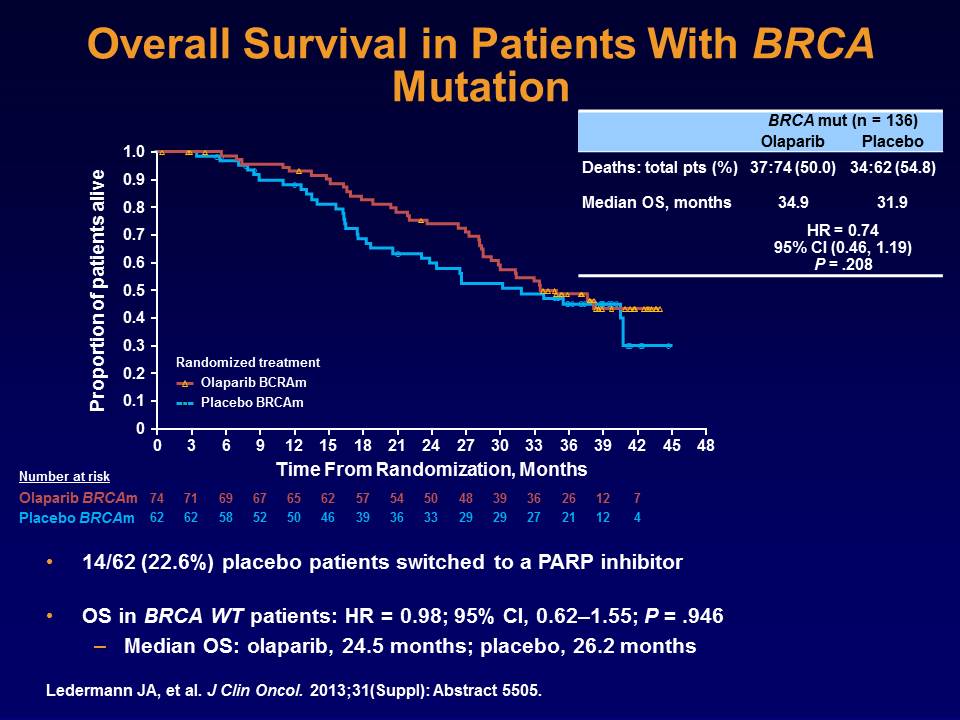 Overall Survival in Patients With BRCA
Mutation
BRCA mut (n = 136)
Olaparib Placebo
Deaths: total pts (%) 37:74 (50.0) 34:62 (54.8)
Median OS, months 34.9 31.9
HR = 0.74
95% CI (0.46, 1.19)
P = .208
Proportion of patients alive
1.0
0.9
0.8
0.7
0.6
0.5
0.4
0.3
0.2
0.1
0
Randomized treatment
Olaparib BCRAm
Placebo BRCAm
0 3 6 9 12 15 18 21 24 27 30 33 36 39 42 45 48
Time From Randomization, Months
Number at risk
Olaparib BRCAm 74 71 69 67 65 62 57 54 50 48 39 36 26 12 7
Placebo BRCAm 62 62 58 52 50 46 39 36 33 29 29 27 21 12 4
• 14/62 (22.6%) placebo patients switched to a PARP inhibitor
• OS in BRCA WT patients: HR = 0.98; 95% CI, 0.62–1.55; P = .946
– Median OS: olaparib, 24.5 months; placebo, 26.2 months
Ledermann JA, et al. J Clin Oncol. 2013;31(Suppl): Abstract 5505.